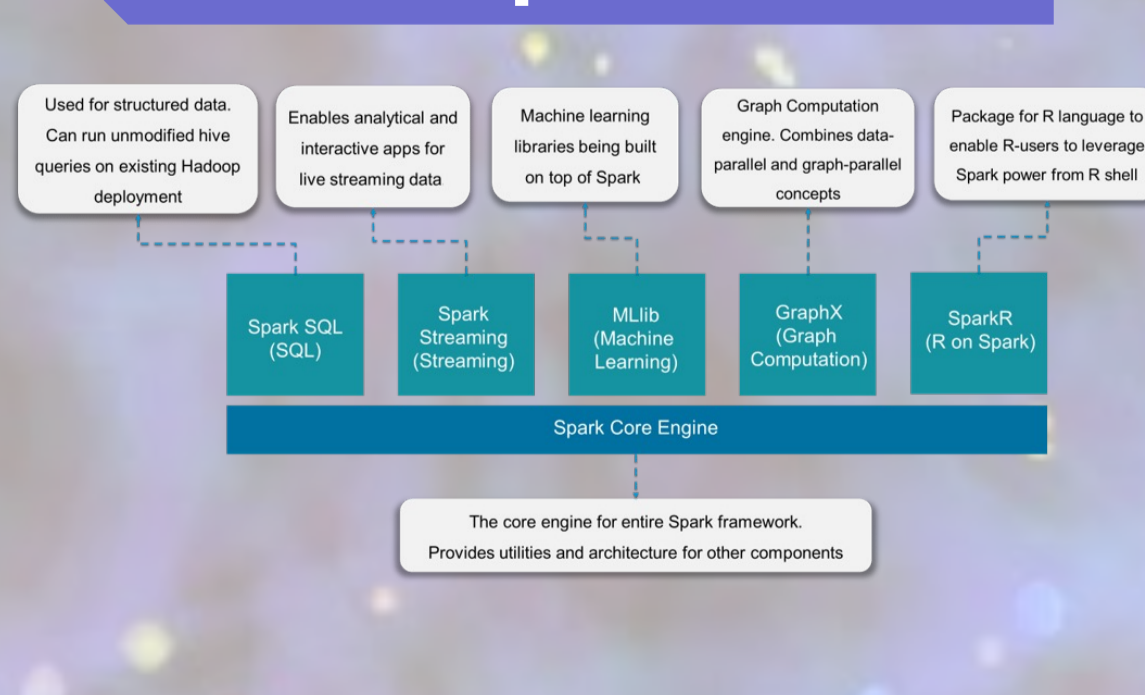 Used for structured data.
Can run unmodified hive
queries on existing Hadoop
deployment
Enables analytical and
interactive apps for
live streaming data
Machine learning
libraries being built
on top of Spark
Graph Computation
engine. Combines data-
parallel and graph-parallel
concepts
Package for R language to
enable R-users to leverage
Spark power from R shell
Spark SQL
(SQL)
Spark
Streaming
(Streaming)
MLlib
(Machine
Learning)
GraphX
(Graph
Computation)
SparkR
(R on Spark)
Spark Core Engine
The core engine for entire Spark framework.
Provides utilities and architecture for other components